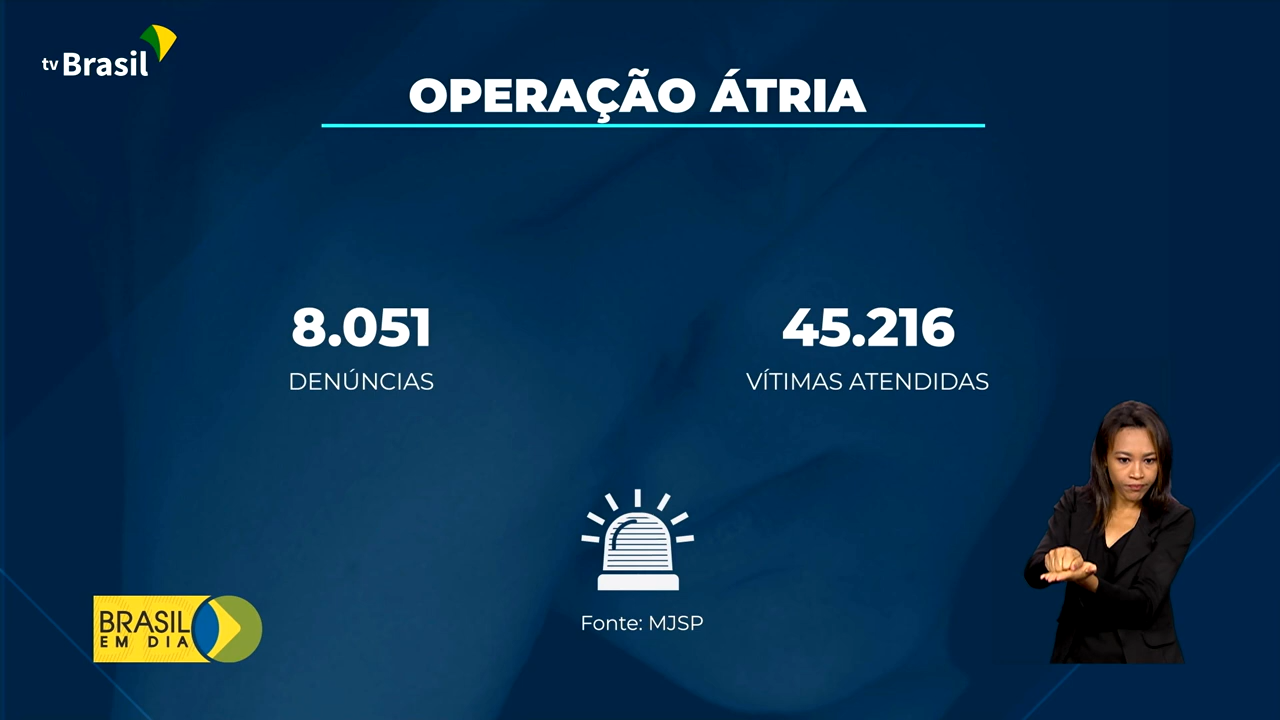 tv Brasil
OPERAÇÃO ÁTRIA
8.051
DENÚNCIAS
45.216
VÍTIMAS ATENDIDAS
Fonte: MJSP
BRASIL
EM DIA